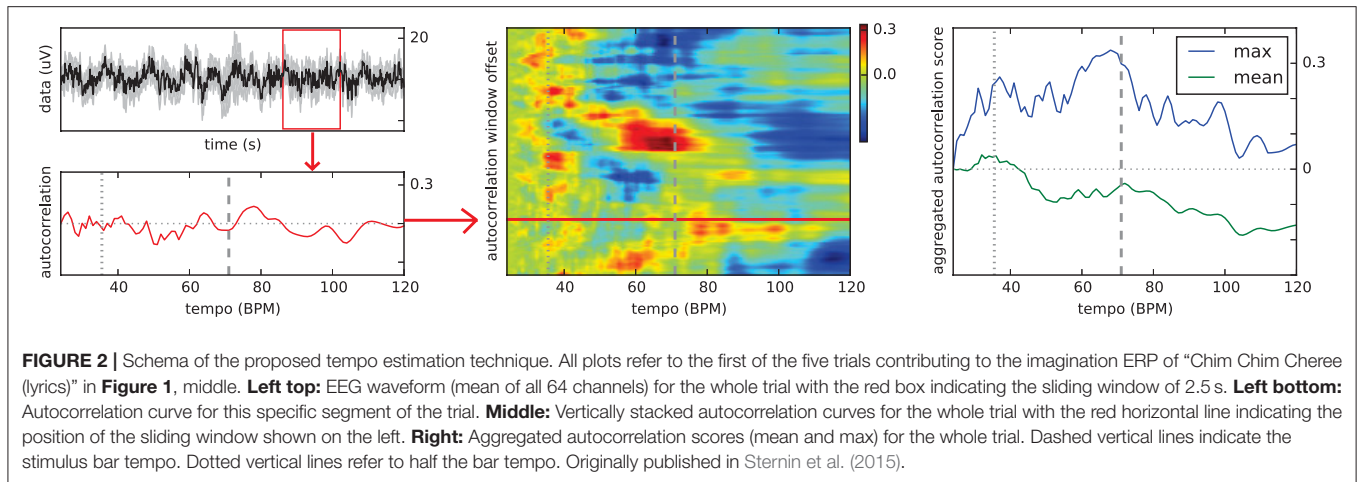 data (uV)
20
time (s)
autocorrelation
0.3
40
60
80
100
120
tempo (BPM)
autocorrelation window offset
0.3
0.0
40
60
80
100
120
tempo (BPM)
aggregated autocorrelation score
max
mean
0.3
0
40
60
80
100
120
tempo (BPM)
FIGURE 2 | Schema of the proposed tempo estimation technique. All plots refer to the first of the five trials contributing to the imagination ERP of “Chim Chim Cheree
(lyrics)” in Figure 1, middle. Left top: EEG waveform (mean of all 64 channels) for the whole trial with the red box indicating the sliding window of 2.5 s. Left bottom:
Autocorrelation curve for this specific segment of the trial. Middle: Vertically stacked autocorrelation curves for the whole trial with the red horizontal line indicating the
position of the sliding window shown on the left. Right: Aggregated autocorrelation scores (mean and max) for the whole trial. Dashed vertical lines indicate the
stimulus bar tempo. Dotted vertical lines refer to half the bar tempo. Originally published in Sternin et al. (2015).